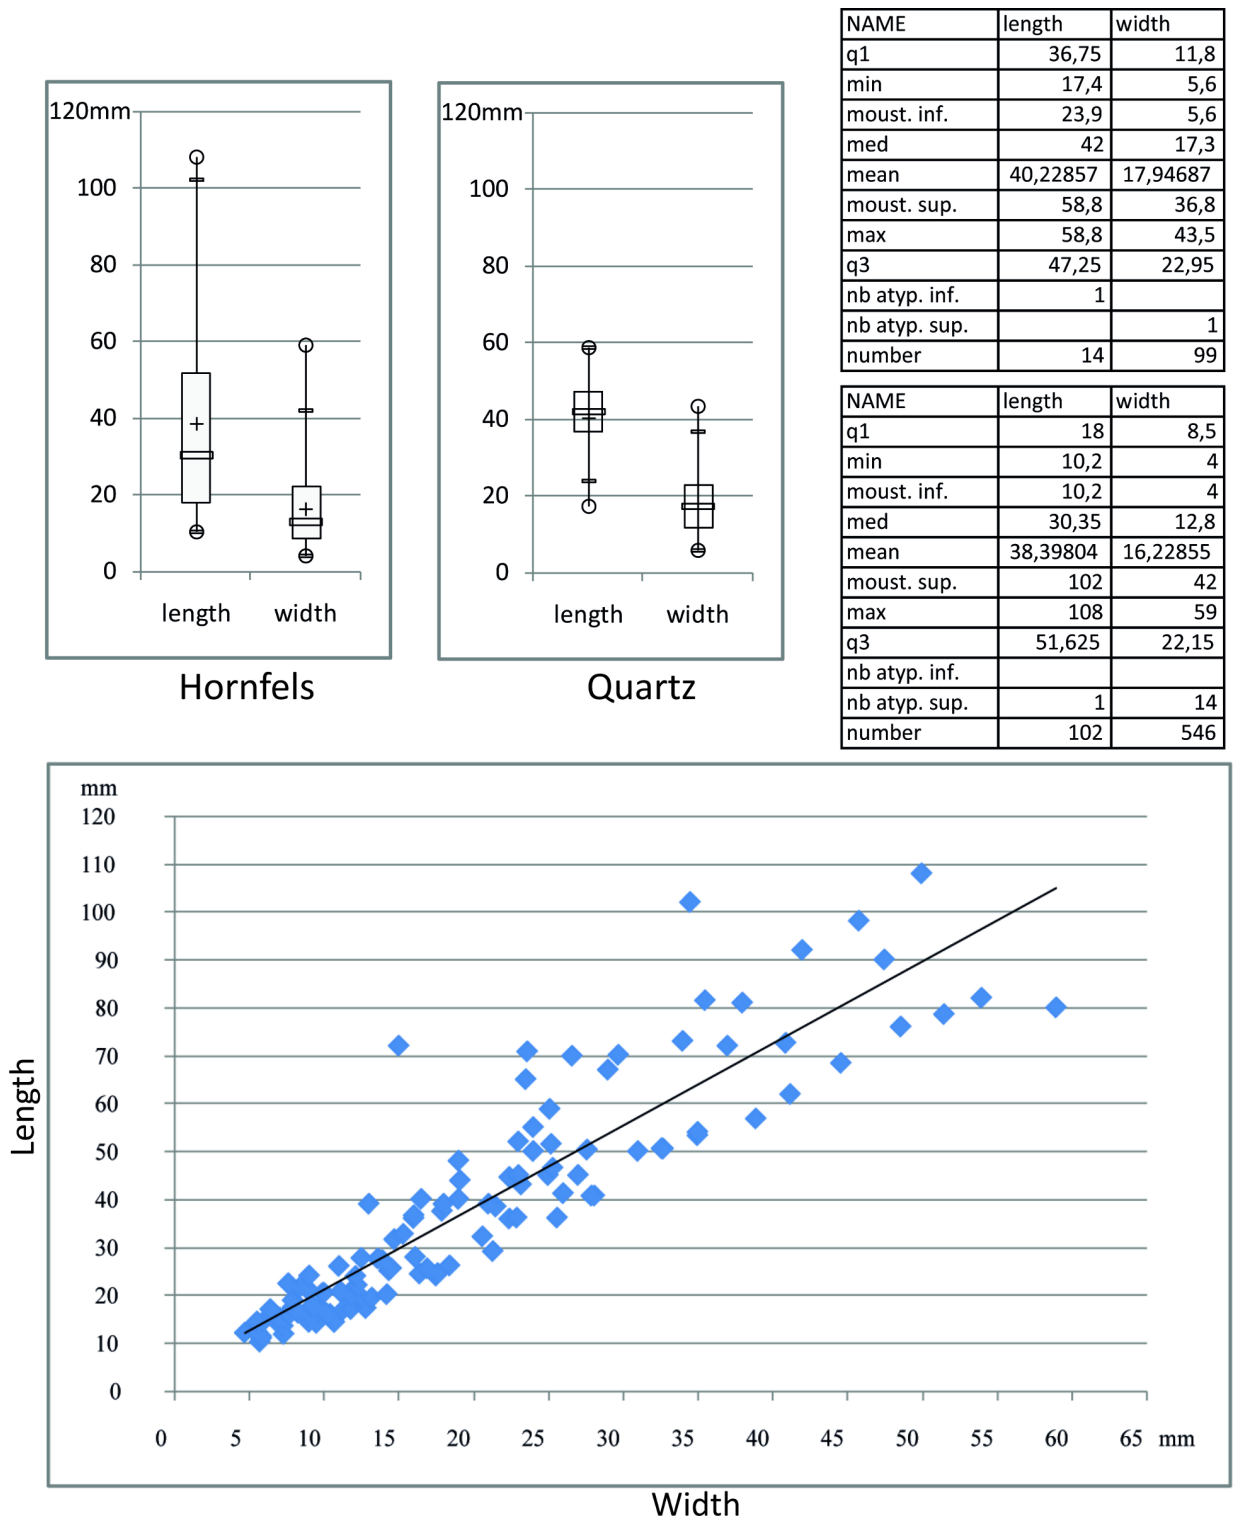 120mm
100
80
60
40
20
0
length width
Hornfels
120mm
100
80
60
40
20
0
length width
Quartz
NAME length width
q1 36,75 11,8
min 17,4 5,6
moust. inf. 23,9 5,6
med 42 17,3
mean 40,22857 17,94687
moust. sup. 58,8 36,8
max 58,8 43,5
q3 47,25 22,95
nb atyp. inf. 1
nb atyp. sup. 1
number 14 99
NAME length width
q1 18 8,5
min 10,2 4
moust. inf. 10,2 4
med 30,35 12,8
mean 38,39804 16,22855
moust. sup. 102 42
max 108 59
q3 51,625 22,15
nb atyp. inf.
nb atyp. sup. 1 14
number 102 546
mm
120
110
100
90
80
70
60
50
40
30
20
10
0
0 5 10 15 20 25 30 35 40 45 50 55 60 65 mm
Length
Width